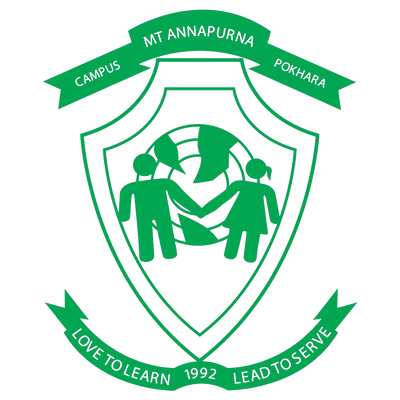 MT ANNAPURNA
CAMPUS
POKHARA
LOVE TO LEARN
1992
LEAD TO SERVE